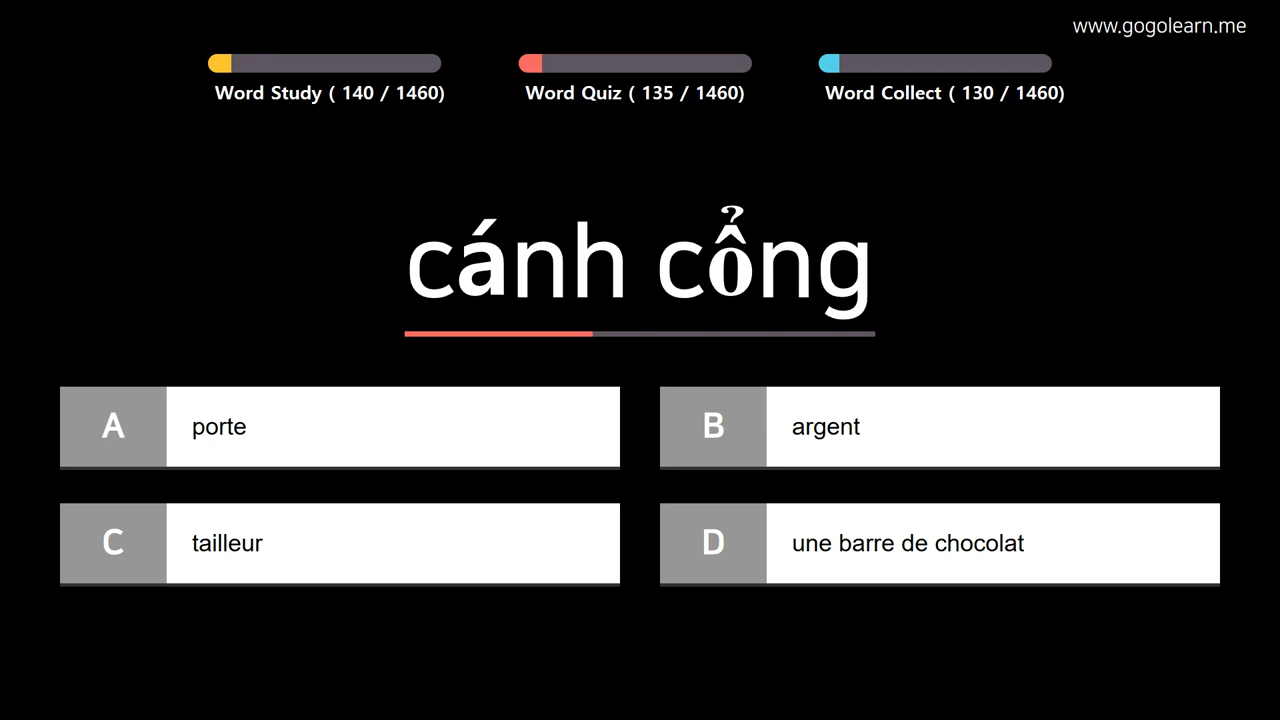 www.gogolearn.me
Word Study ( 140 / 1460)
Word Quiz ( 135 / 1460)
Word Collect ( 130 / 1460)
cánh cổng
A porte
B argent
C tailleur
D une barre de chocolat